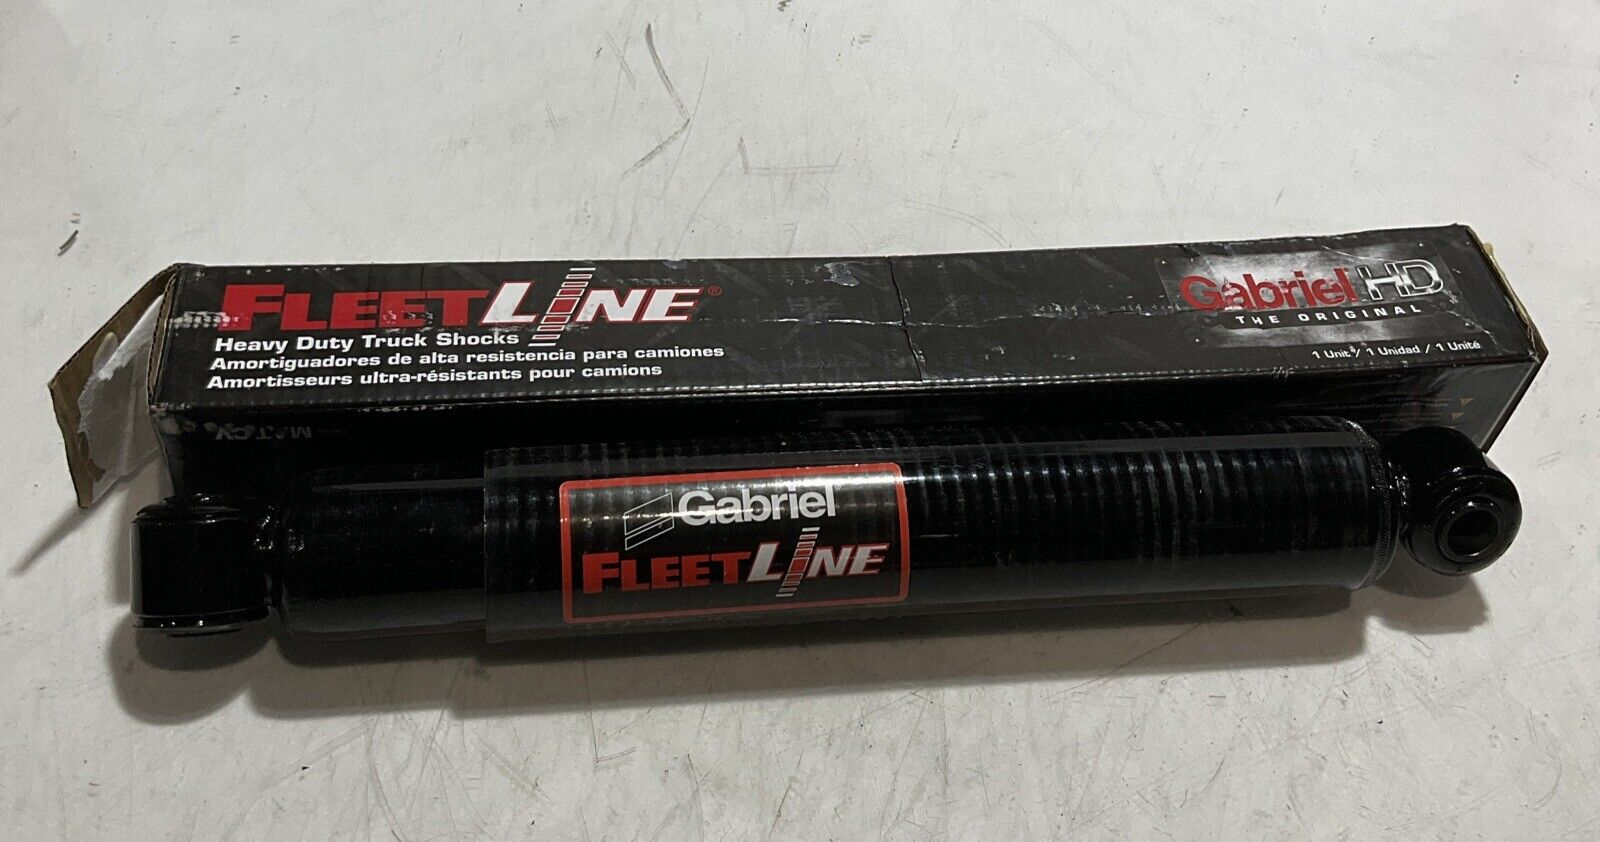 FLEETLINE®
Heavy Duty Truck Shocks
Amortiguadores de alta resistencia para camiones
Amortisseurs ultra-résistants pour camions
Gabriel HD
THE ORIGINAL
1 Unit / 1 Unidad / 1 Unité
Gabriel
FLEETLINE